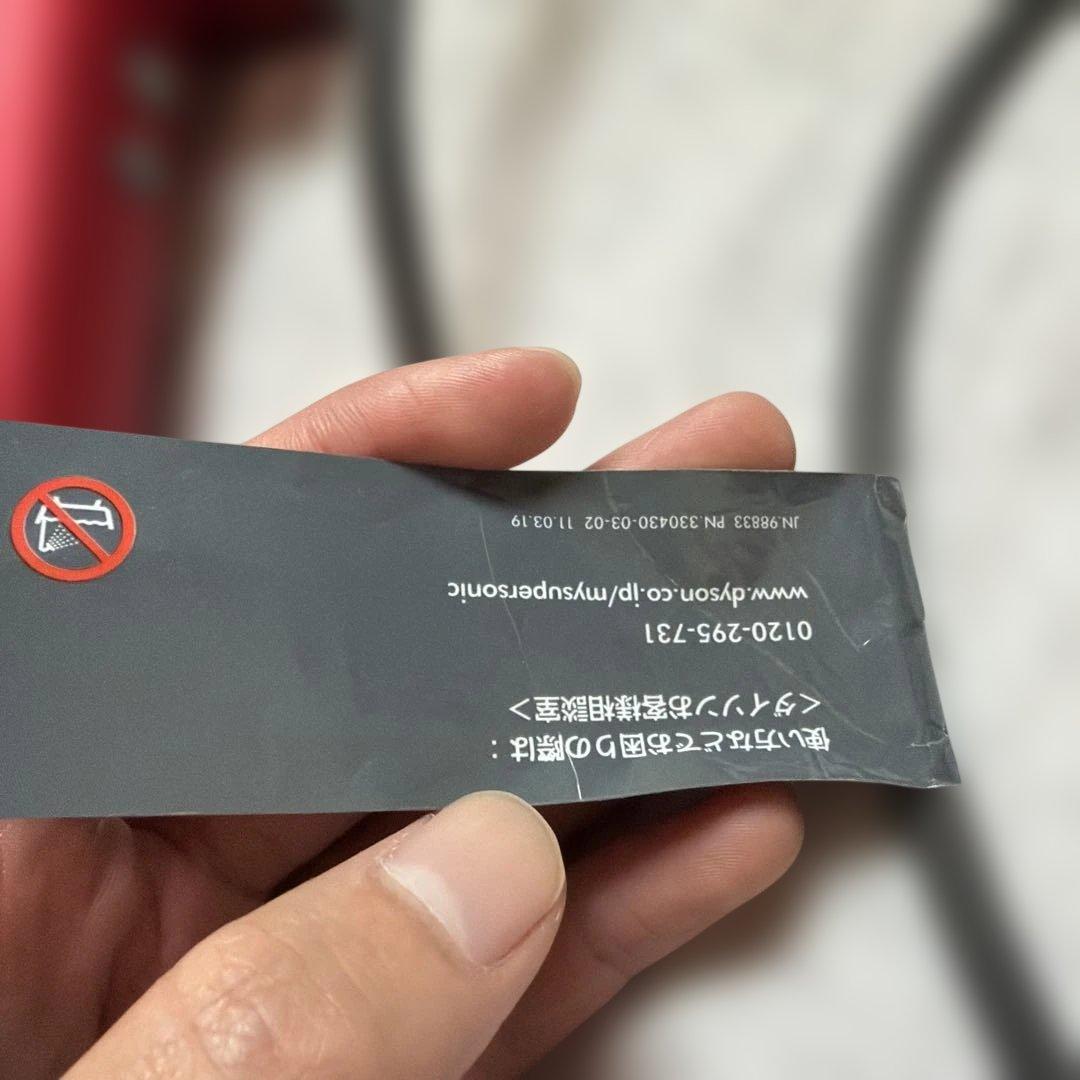 使い方などでお困りの際は：
<ダイソンお客様相談室>
0120-295-731
www.dyson.co.jp/mysupersonic
JN.98833 PN.330430-03-02 11.03.19